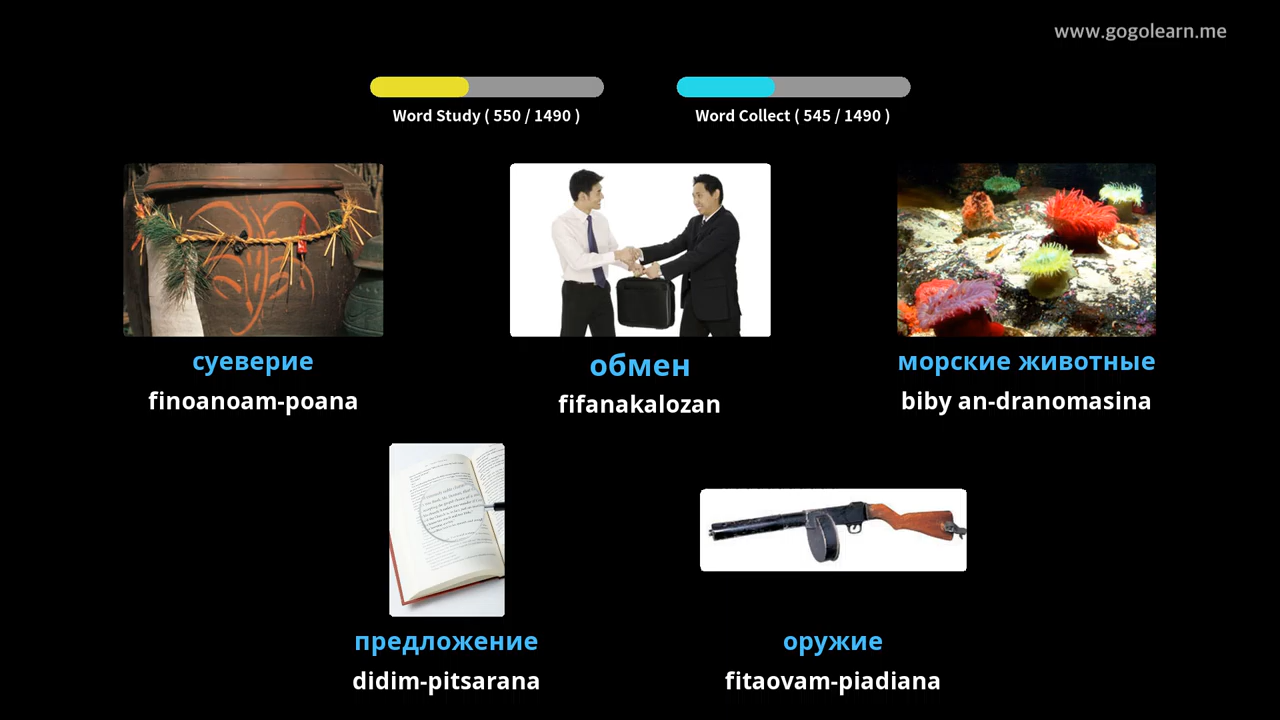 www.gogolearn.me
Word Study ( 550 / 1490 )
Word Collect ( 545 / 1490 )
суеверие
finoanoam-poana
обмен
fifanakalozan
морские животные
biby an-dranomasina
предложение
didim-pitsarana
оружие
fitaovam-piadiana